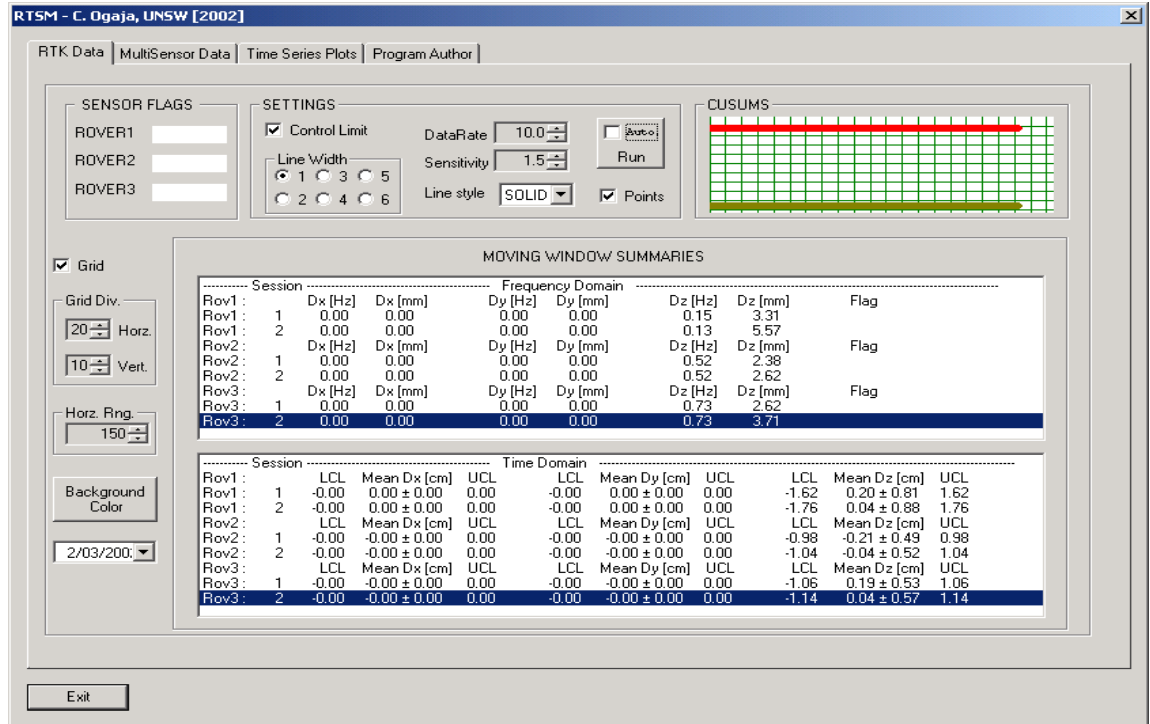 RTSM - C. Ogaja, UNSW [2002]
RTK Data MultiSensor Data Time Series Plots Program Author
SENSOR FLAGS
ROVER1
ROVER2
ROVER3
SETTINGS
Control Limit
Line Width
1 3 5
2 4 6
DataRate 10.0
Sensitivity 1.5
Line style SOLID
Auto
Run
Points
CUSUMS
Grid
Grid Div.
20 Horz.
10 Vert.
Horz. Rng.
150
Background
Color
2/03/200
MOVING WINDOW SUMMARIES
--------- Session ------------------------------------- Frequency Domain -------------------------------------
Rov1 : Dx [Hz] Dx [mm] Dy [Hz] Dy [mm] Dz [Hz] Dz [mm] Flag
Rov1 : 1 0.00 0.00 0.00 0.00 0.15 3.31
Rov1 : 2 0.00 0.00 0.00 0.00 0.13 5.57
Rov2 : Dx [Hz] Dx [mm] Dy [Hz] Dy [mm] Dz [Hz] Dz [mm] Flag
Rov2 : 1 0.00 0.00 0.00 0.00 0.52 2.38
Rov2 : 2 0.00 0.00 0.00 0.00 0.52 2.62
Rov3 : Dx [Hz] Dx [mm] Dy [Hz] Dy [mm] Dz [Hz] Dz [mm] Flag
Rov3 : 1 0.00 0.00 0.00 0.00 0.73 2.62
Rov3 : 2 0.00 0.00 0.00 0.00 0.73 3.71
--------- Session ------------------------------------- Time Domain -------------------------------------
Rov1 : LCL Mean Dx [cm] UCL LCL Mean Dy [cm] UCL LCL Mean Dz [cm] UCL
Rov1 : 1 -0.00 0.00 ± 0.00 0.00 -0.00 0.00 ± 0.00 0.00 -1.62 0.20 ± 0.81 1.62
Rov1 : 2 -0.00 0.00 ± 0.00 0.00 -0.00 0.00 ± 0.00 0.00 -1.76 0.04 ± 0.88 1.76
Rov2 : LCL Mean Dx [cm] UCL LCL Mean Dy [cm] UCL LCL Mean Dz [cm] UCL
Rov2 : 1 -0.00 -0.00 ± 0.00 0.00 -0.00 -0.00 ± 0.00 0.00 -0.98 -0.21 ± 0.49 0.98
Rov2 : 2 -0.00 -0.00 ± 0.00 0.00 -0.00 -0.00 ± 0.00 0.00 -1.04 -0.04 ± 0.52 1.04
Rov3 : LCL Mean Dx [cm] UCL LCL Mean Dy [cm] UCL LCL Mean Dz [cm] UCL
Rov3 : 1 -0.00 -0.00 ± 0.00 0.00 -0.00 -0.00 ± 0.00 0.00 -1.06 0.19 ± 0.53 1.06
Rov3 : 2 -0.00 -0.00 ± 0.00 0.00 -0.00 -0.00 ± 0.00 0.00 -1.14 0.04 ± 0.57 1.14
Exit